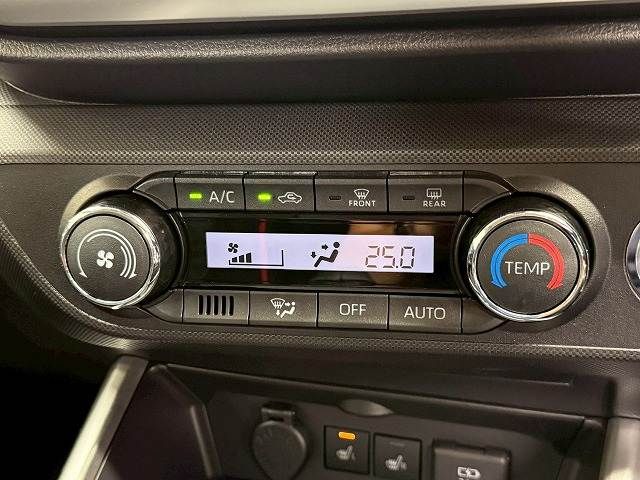 A/C
FRONT
REAR
25.0
TEMP
OFF
AUTO